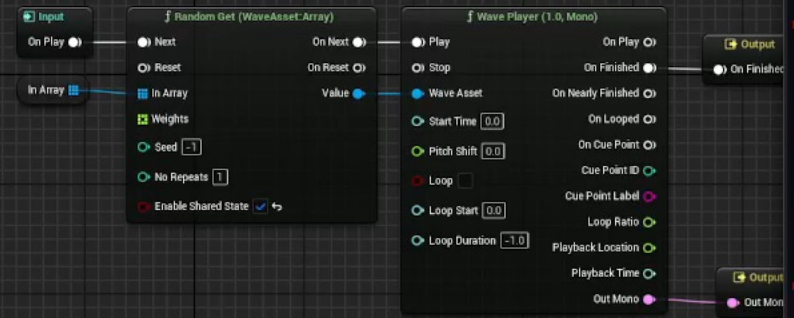 Input
On Play
In Array
Random Get (WaveAsset:Array)
Next
On Next
Reset
On Reset
In Array
Value
Weights
Seed -1
No Repeats 1
Enable Shared State
Wave Player (1.0, Mono)
Play
On Play
Stop
On Finished
Wave Asset
On Nearly Finished
Start Time 0.0
On Looped
Pitch Shift 0.0
On Cue Point
Loop
Cue Point ID
Cue Point Label
Loop Start 0.0
Loop Ratio
Loop Duration -1.0
Playback Location
Playback Time
Out Mono
Output
On Finished
Output
Out Mon